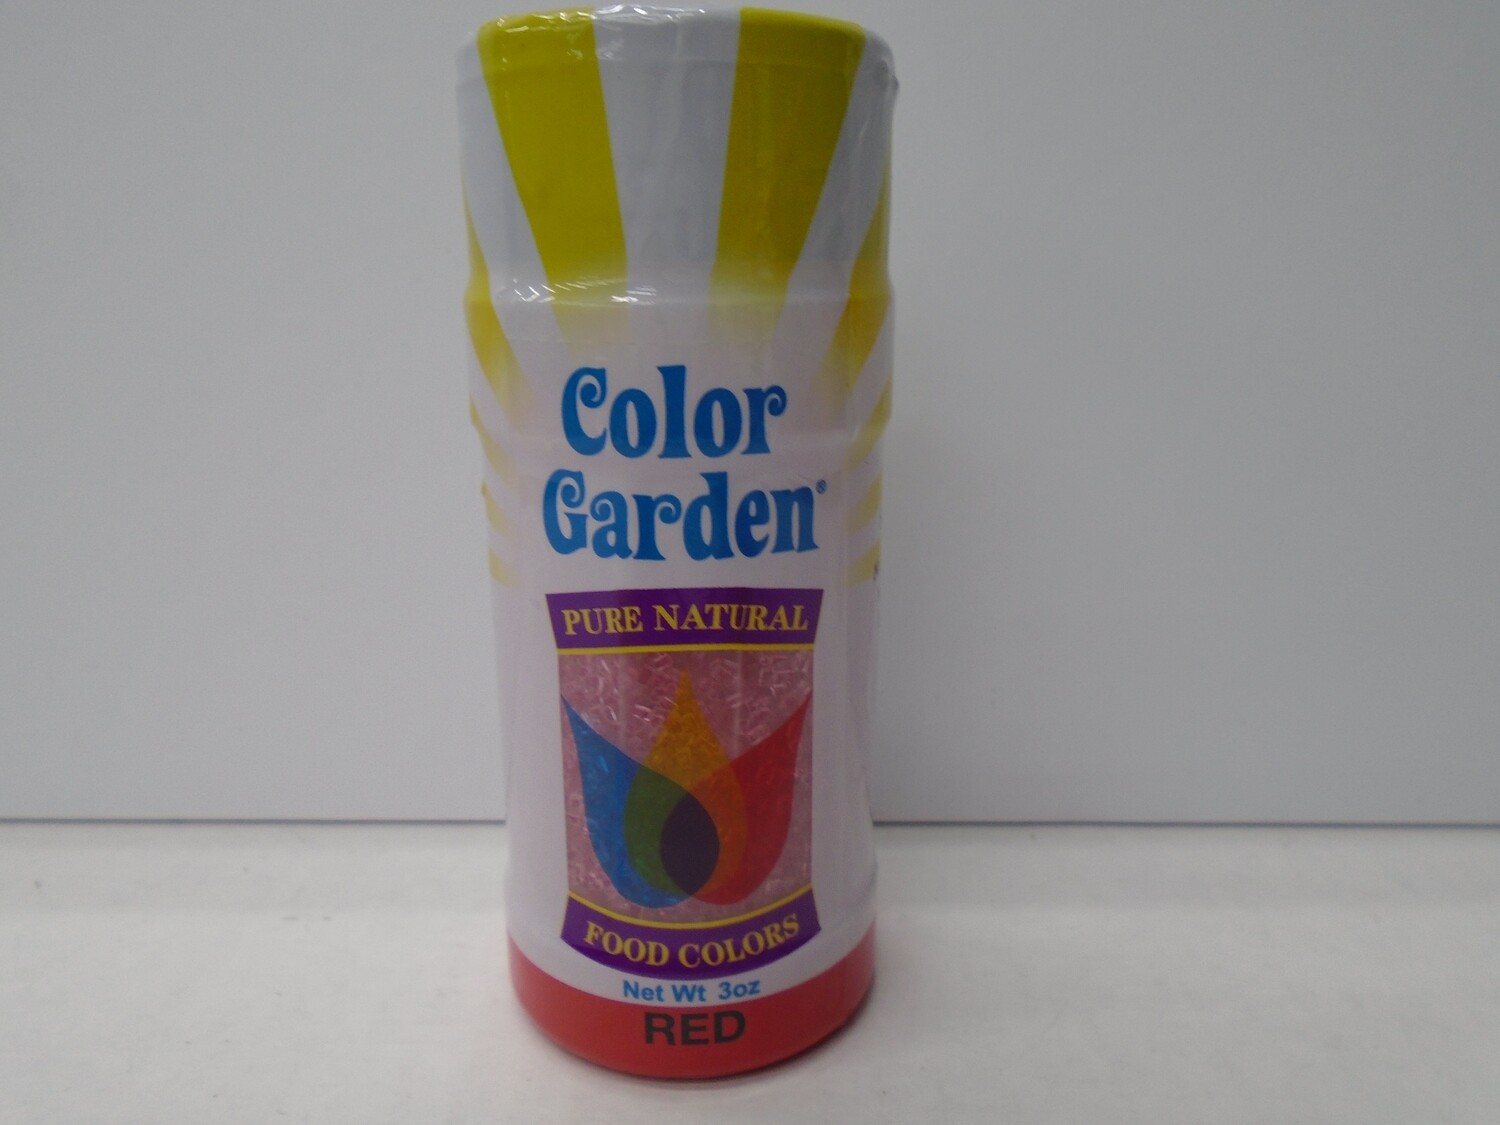 Color
Garden®
PURE NATURAL
FOOD COLORS
Net Wt 3oz
RED